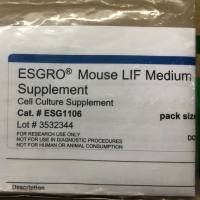 ESGRO® Mouse LIF Medium
Supplement
Cell Culture Supplement
Cat. # ESG1106
pack size
Lot # 3532344
FOR RESEARCH USE ONLY
NOT FOR USE IN DIAGNOSTIC PROCEDURES
NOT FOR HUMAN OR ANIMAL CONSUMPTION
Description